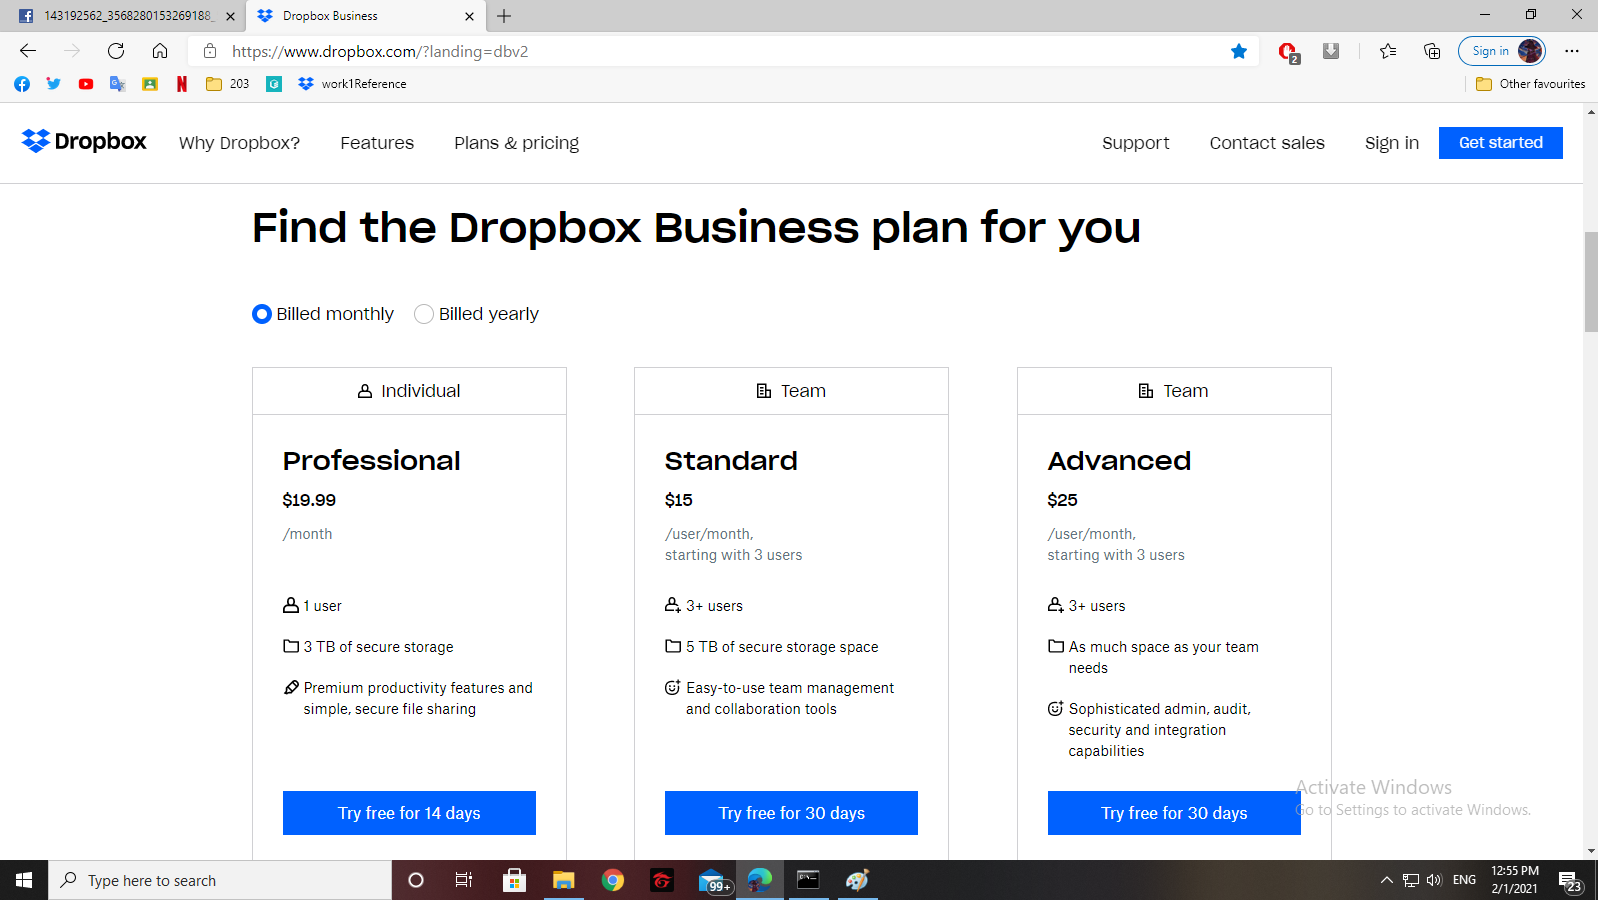 143192562_3568280153269188_
Dropbox Business
https://www.dropbox.com/?landing=dbv2
2
Sign in
203
work1Reference
Other favourites
Dropbox
Why Dropbox?
Features
Plans & pricing
Support
Contact sales
Sign in
Get started
Find the Dropbox Business plan for you
Billed monthly
Billed yearly
Individual
Professional
$19.99
/month
1 user
3 TB of secure storage
Premium productivity features and
simple, secure file sharing
Try free for 14 days
Team
Standard
$15
/user/month,
starting with 3 users
3+ users
5 TB of secure storage space
Easy-to-use team management
and collaboration tools
Try free for 30 days
Team
Advanced
$25
/user/month,
starting with 3 users
3+ users
As much space as your team
needs
Sophisticated admin, audit,
security and integration
capabilities
Try free for 30 days
Activate Windows
Go to Settings to activate Windows.
Type here to search
99+
ENG
12:55 PM
2/1/2021
23